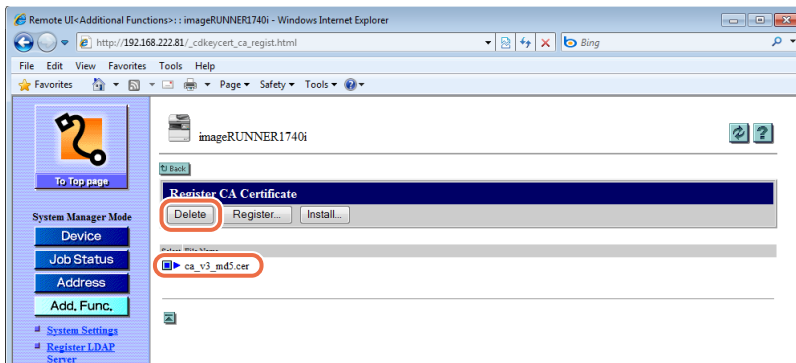 Remote UI<Additional Functions>: : imageRUNNER1740i - Windows Internet Explorer
http://192.168.222.81/_cdkeycert_ca_regist.html
Bing
File Edit View Favorites Tools Help
Favorites Page Safety Tools
imageRUNNER1740i
To Top page
Back
Register CA Certificate
Delete Register... Install...
System Manager Mode
Device
Select File Name
Job Status
ca_v3_md5.cer
Address
Add. Func.
System Settings
Register LDAP
Server